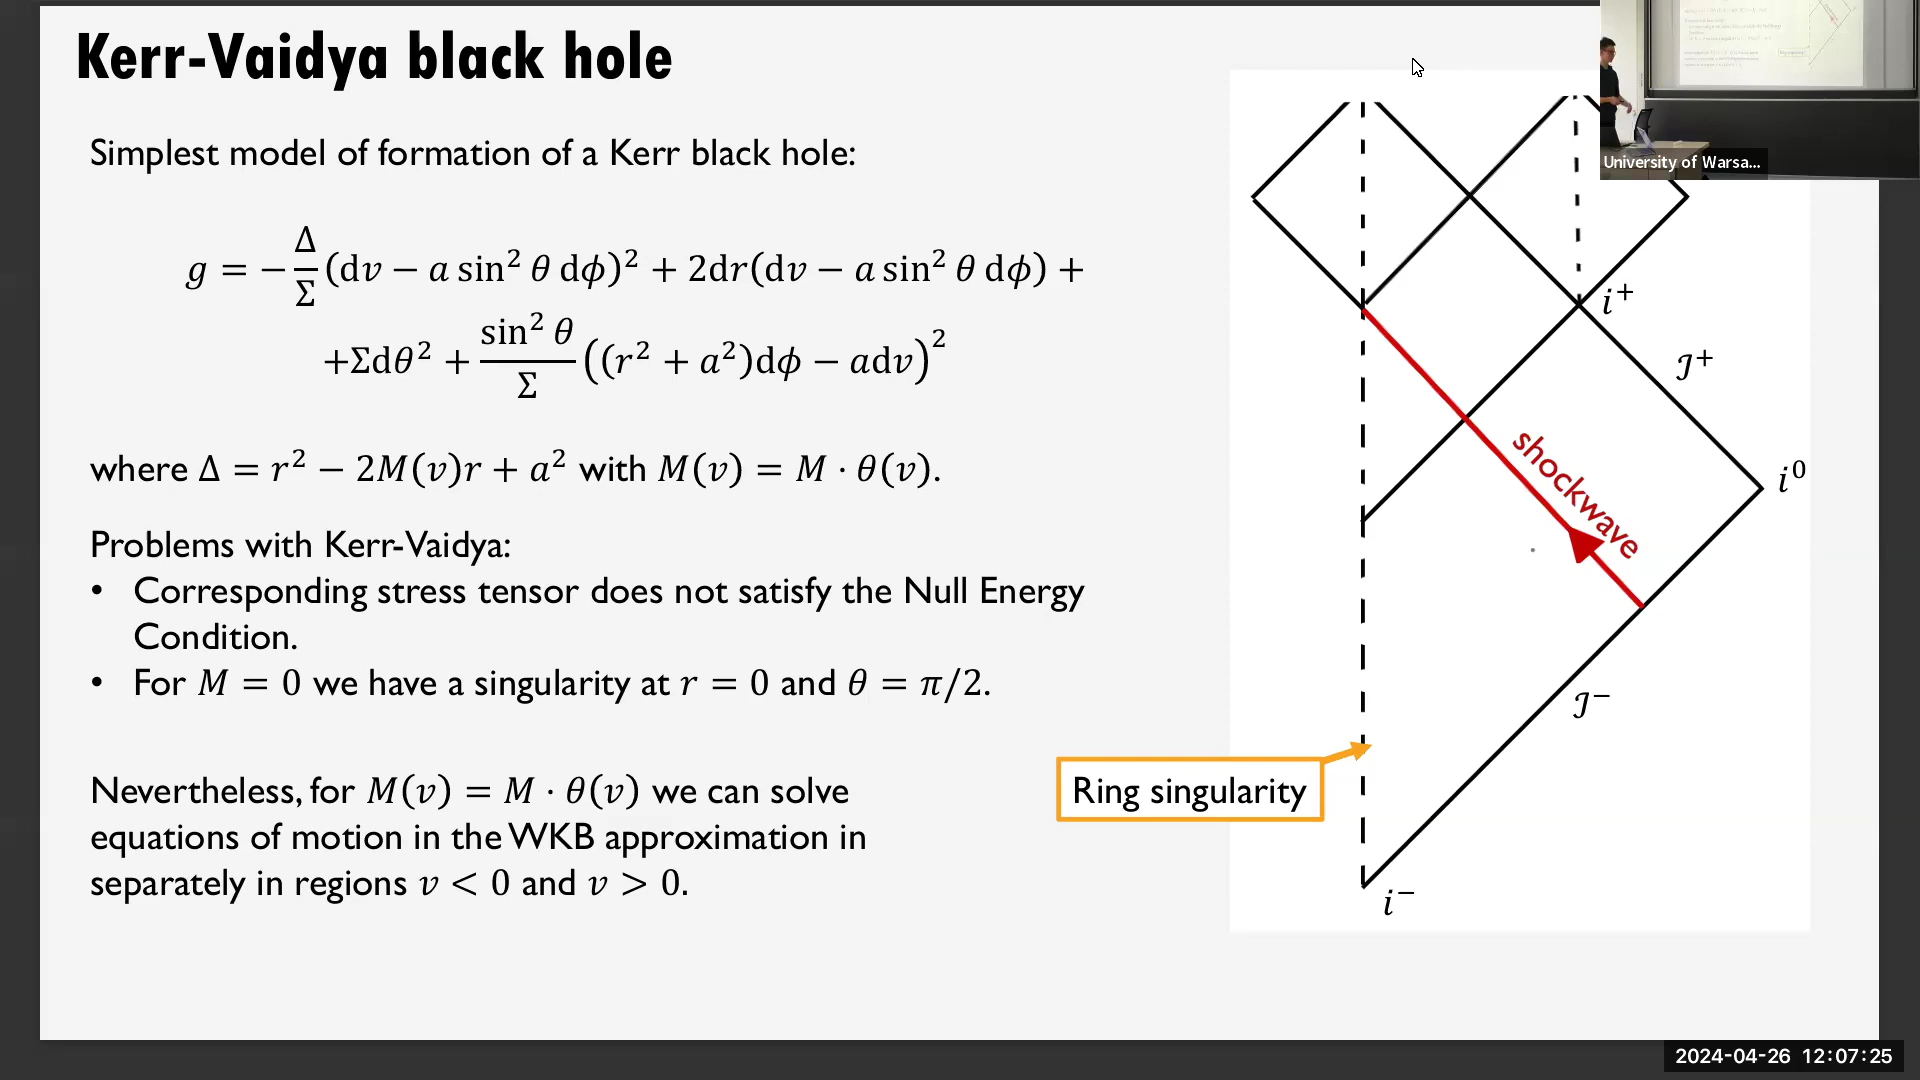 Kerr-Vaidya black hole
Simplest model of formation of a Kerr black hole:
g = −Δ/Σ (dv − a sin² θ dϕ)² + 2dr(dv − a sin² θ dϕ) +
+Σdθ² + sin² θ/Σ ((r² + a²)dϕ − adv)²
where Δ = r² − 2M(v)r + a² with M(v) = M · θ(v).
Problems with Kerr-Vaidya:
• Corresponding stress tensor does not satisfy the Null Energy
Condition.
• For M = 0 we have a singularity at r = 0 and θ = π/2.
Nevertheless, for M(v) = M · θ(v) we can solve
equations of motion in the WKB approximation in
separately in regions v < 0 and v > 0.
University of Warsa...
i⁺
𝒥⁺
i⁰
shockwave
𝒥⁻
Ring singularity
i⁻
2024-04-26 12:07:25